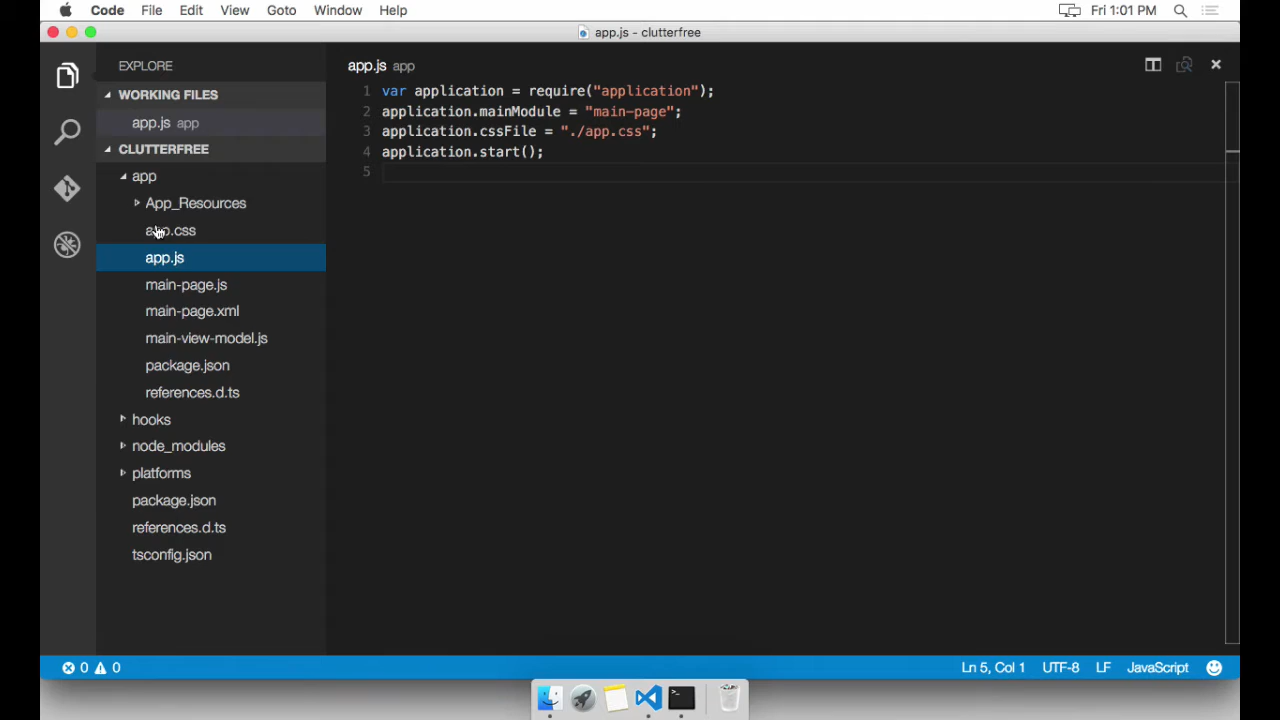 Code File Edit View Goto Window Help Fri 1:01 PM
app.js - clutterfree
EXPLORE
WORKING FILES
app.js app
CLUTTERFREE
app
App_Resources
app.css
app.js
main-page.js
main-page.xml
main-view-model.js
package.json
references.d.ts
hooks
node_modules
platforms
package.json
references.d.ts
tsconfig.json
app.js app
1 var application = require("application");
2 application.mainModule = "main-page";
3 application.cssFile = "./app.css";
4 application.start();
5
0 0 Ln 5, Col 1 UTF-8 LF JavaScript